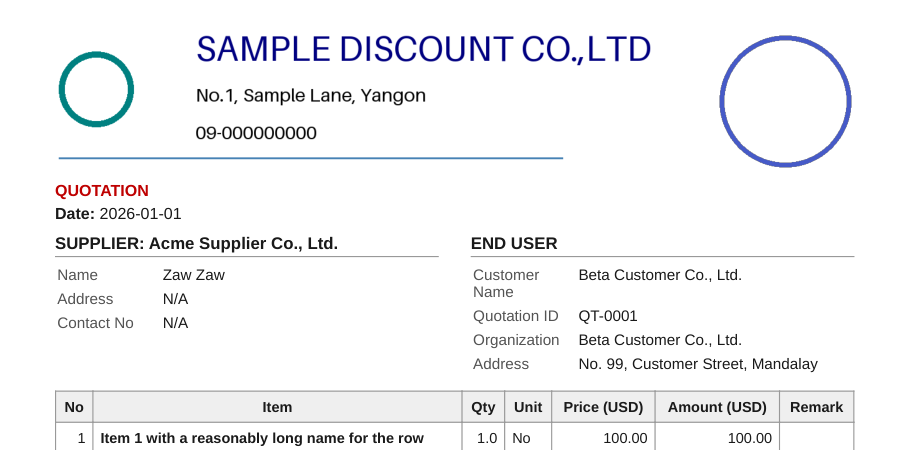 SAMPLE DISCOUNT CO.,LTD
No.1, Sample Lane, Yangon
09-000000000
QUOTATION
Date: 2026-01-01
SUPPLIER: Acme Supplier Co., Ltd.
Name Zaw Zaw
Address N/A
Contact No N/A
END USER
Customer Name Beta Customer Co., Ltd.
Quotation ID QT-0001
Organization Beta Customer Co., Ltd.
Address No. 99, Customer Street, Mandalay
No Item Qty Unit Price (USD) Amount (USD) Remark
1 Item 1 with a reasonably long name for the row 1.0 No 100.00 100.00